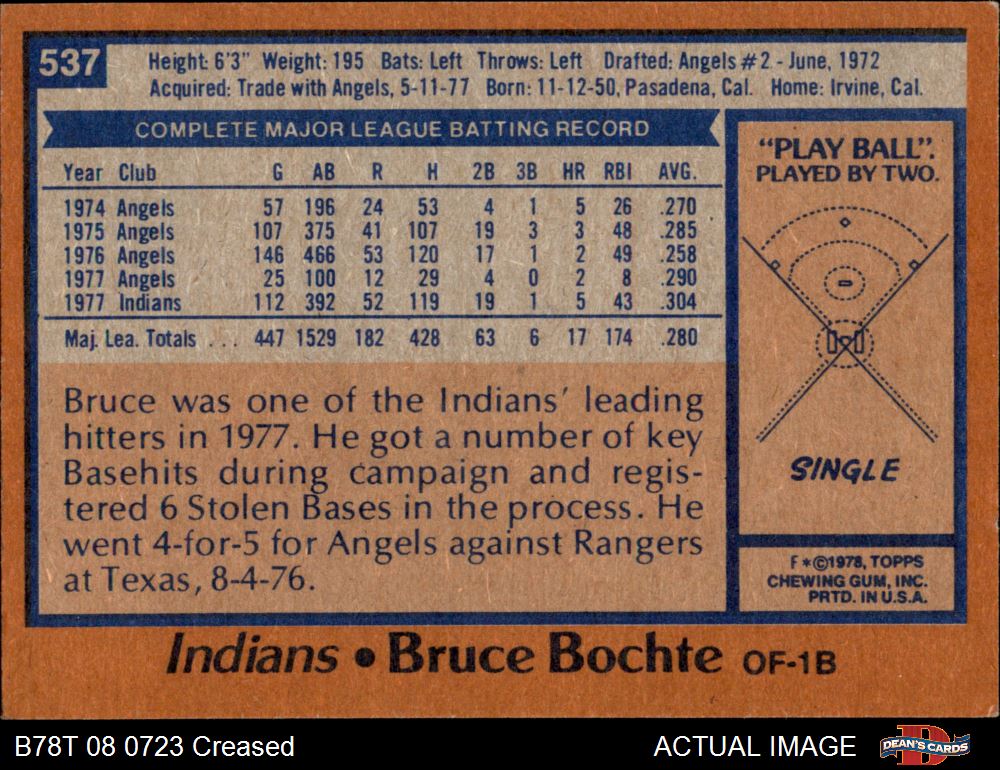 537
Height: 6'3" Weight: 195 Bats: Left Throws: Left Drafted: Angels #2 - June, 1972
Acquired: Trade with Angels, 5-11-77 Born: 11-12-50, Pasadena, Cal. Home: Irvine, Cal.
COMPLETE MAJOR LEAGUE BATTING RECORD
Year Club G AB R H 2B 3B HR RBI AVG.
1974 Angels 57 196 24 53 4 1 5 26 .270
1975 Angels 107 375 41 107 19 3 3 48 .285
1976 Angels 146 466 53 120 17 1 2 49 .258
1977 Angels 25 100 12 29 4 0 2 8 .290
1977 Indians 112 392 52 119 19 1 5 43 .304
Maj. Lea. Totals ... 447 1529 182 428 63 6 17 174 .280
Bruce was one of the Indians' leading
hitters in 1977. He got a number of key
Basehits during campaign and regis-
tered 6 Stolen Bases in the process. He
went 4-for-5 for Angels against Rangers
at Texas, 8-4-76.
"PLAY BALL".
PLAYED BY TWO.
SINGLE
F*©1978, TOPPS
CHEWING GUM, INC.
PRTD. IN U.S.A.
Indians • Bruce Bochte OF-1B
B78T 08 0723 Creased
ACTUAL IMAGE
DEAN'S CARDS